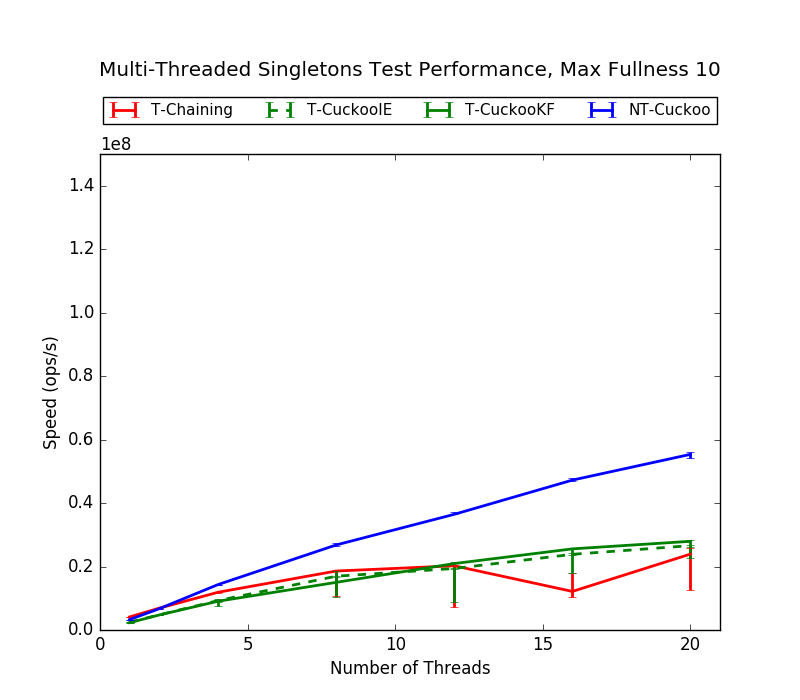 Multi-Threaded Singletons Test Performance, Max Fullness 10
T-Chaining T-CuckooIE T-CuckooKF NT-Cuckoo
1e8
1.4
1.2
1.0
0.8
0.6
0.4
0.2
0.0
Speed (ops/s)
0 5 10 15 20
Number of Threads